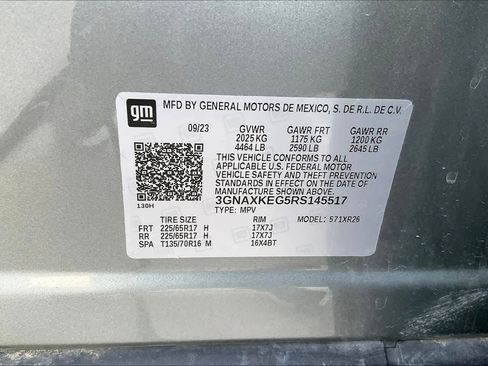 gm
MFD BY GENERAL MOTORS DE MEXICO, S. DE R.L. DE C.V.
09/23 GVWR GAWR FRT GAWR RR
2025 KG 1175 KG 1200 KG
4464 LB 2590 LB 2645 LB
THIS VEHICLE CONFORMS TO ALL
APPLICABLE U.S. FEDERAL MOTOR
VEHICLE SAFETY AND THEFT
PREVENTION STANDARDS IN EFFECT
ON THE DATE OF MANUFACTURE
SHOWN ABOVE.
3GNAXKEG5RS145517
130H TYPE: MPV
TIRE SIZE RIM MODEL: 571XR26
FRT 225/65R17 H 17X7J
RR 225/65R17 H 17X7J
SPA T135/70R16 M 16X4BT